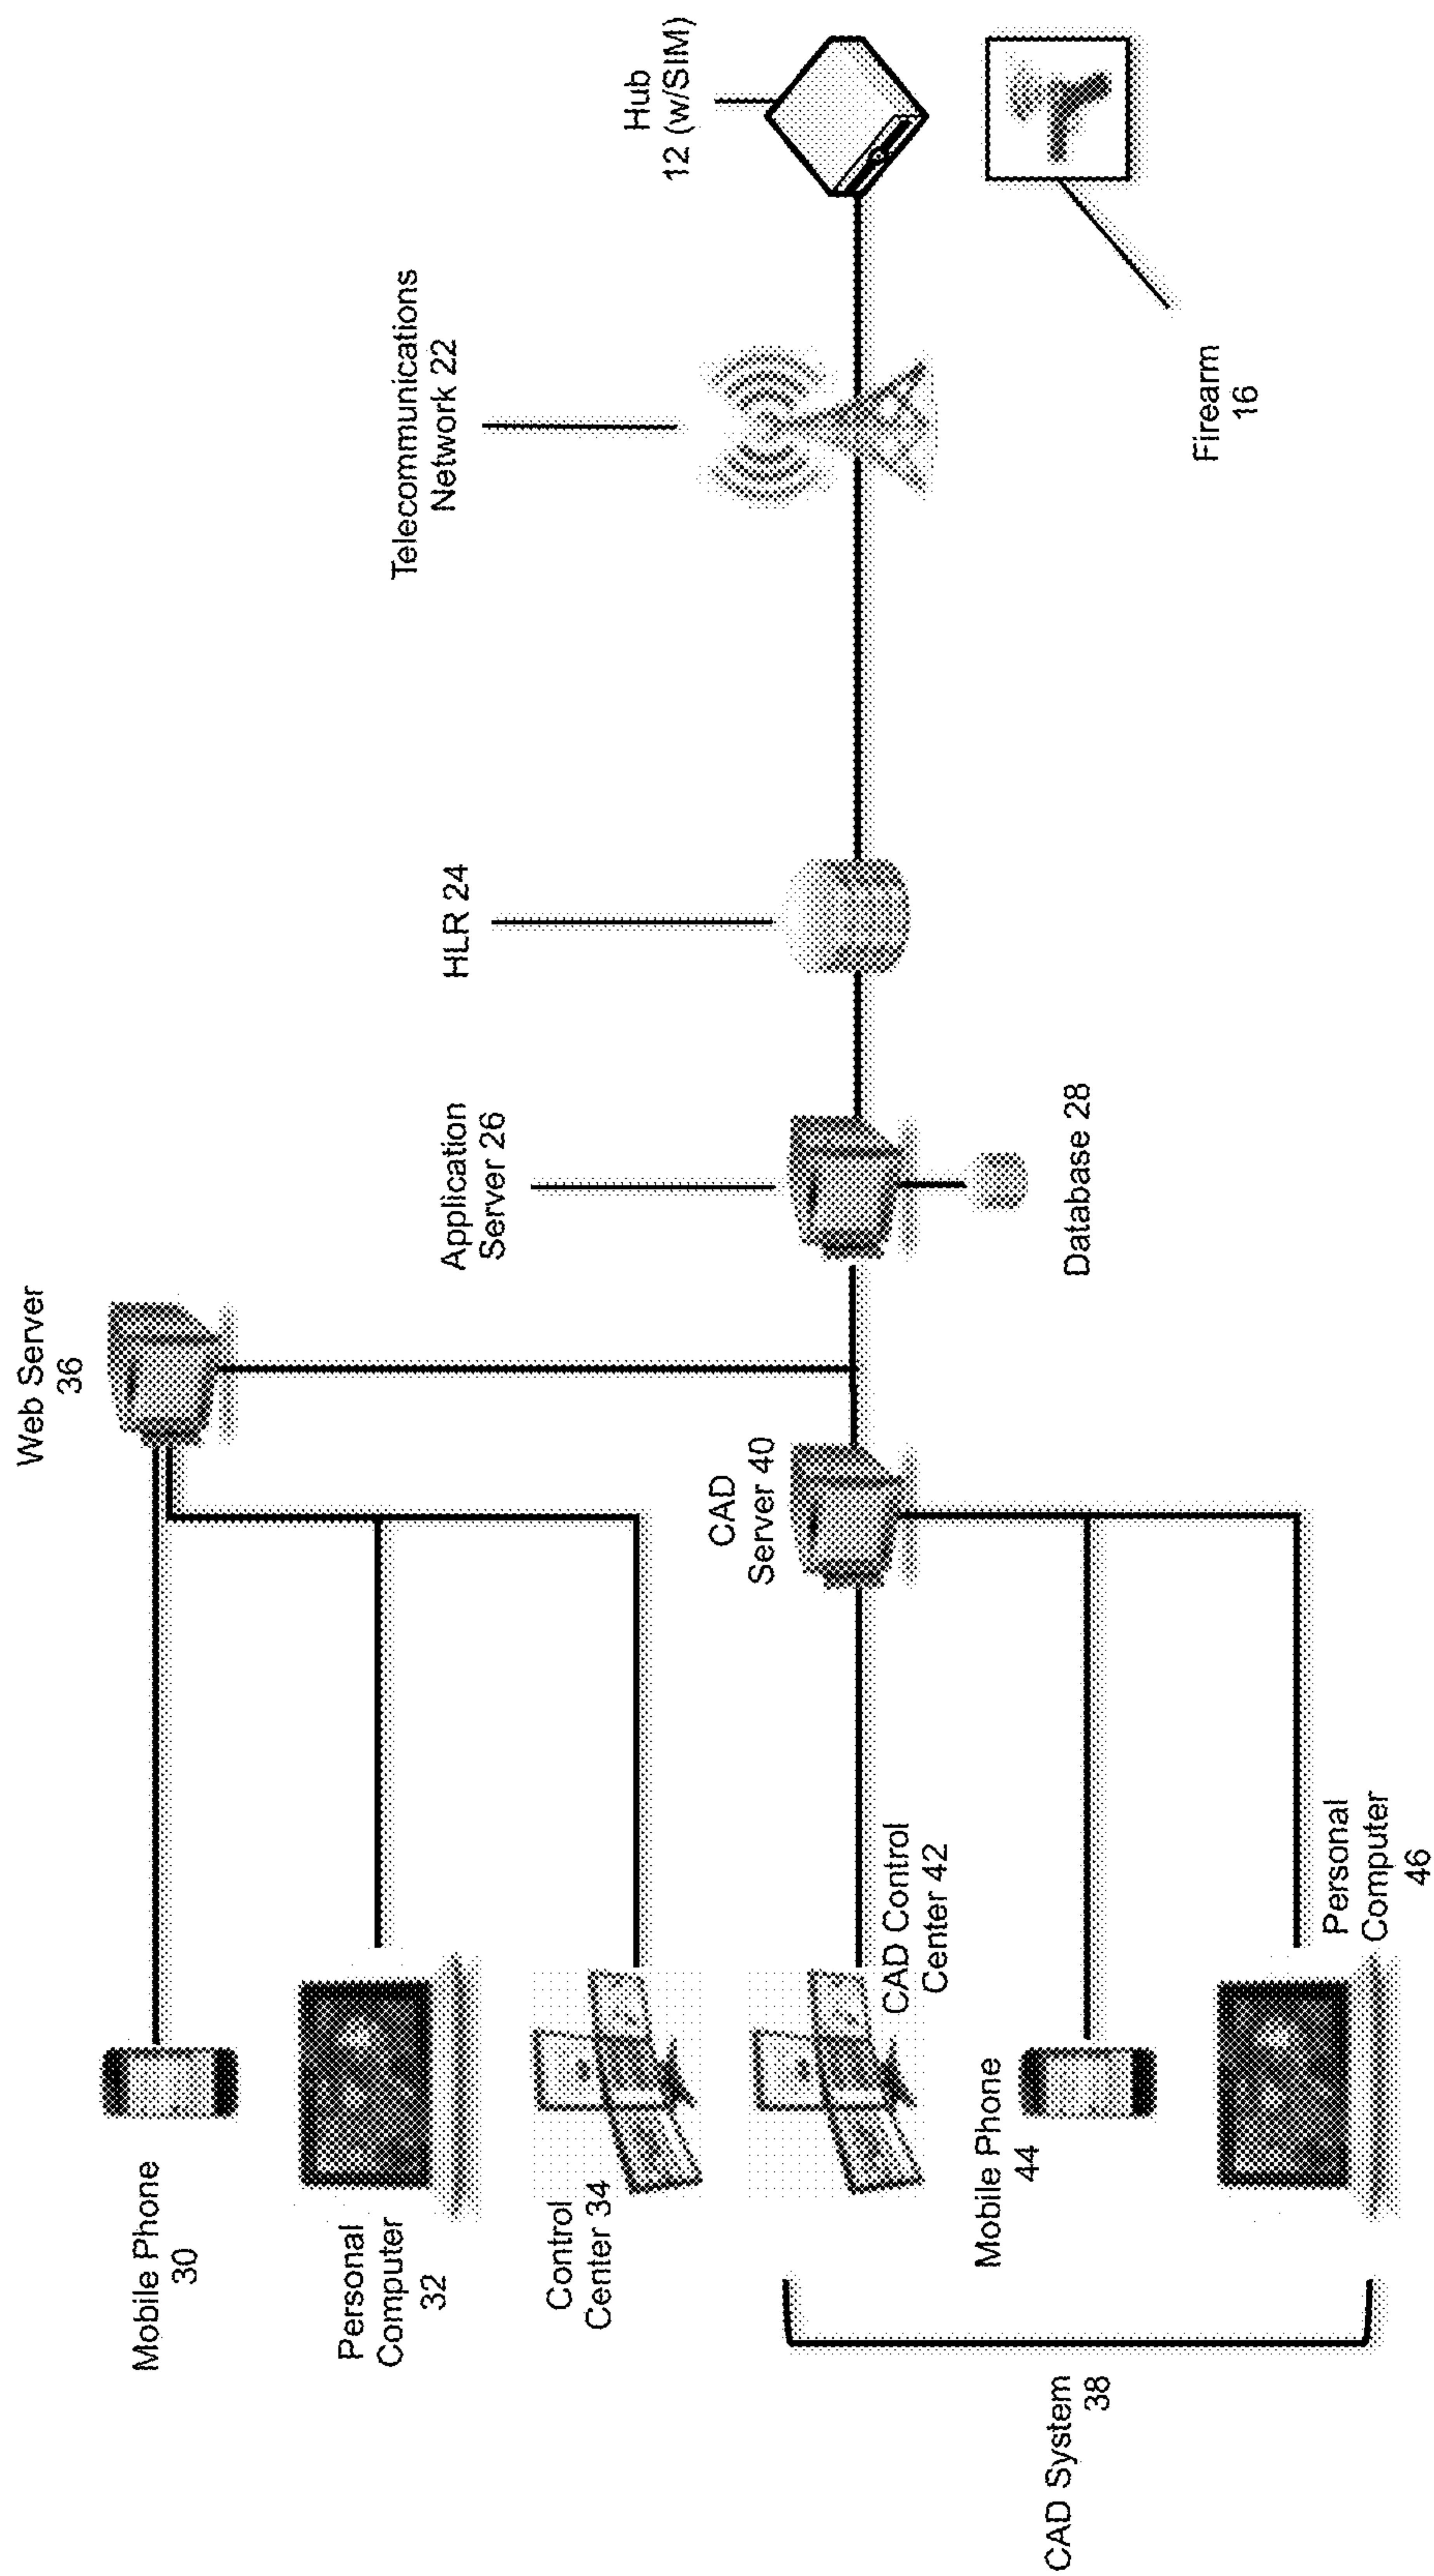 Mobile Phone
30
Personal
Computer
32
Control
Center 34
Web Server
36
CAD System
38
CAD Control
Center 42
Mobile Phone
44
Personal
Computer
46
CAD
Server 40
Application
Server 26
Database 28
HLR 24
Telecommunications
Network 22
Hub
12 (w/SIM)
Firearm
16